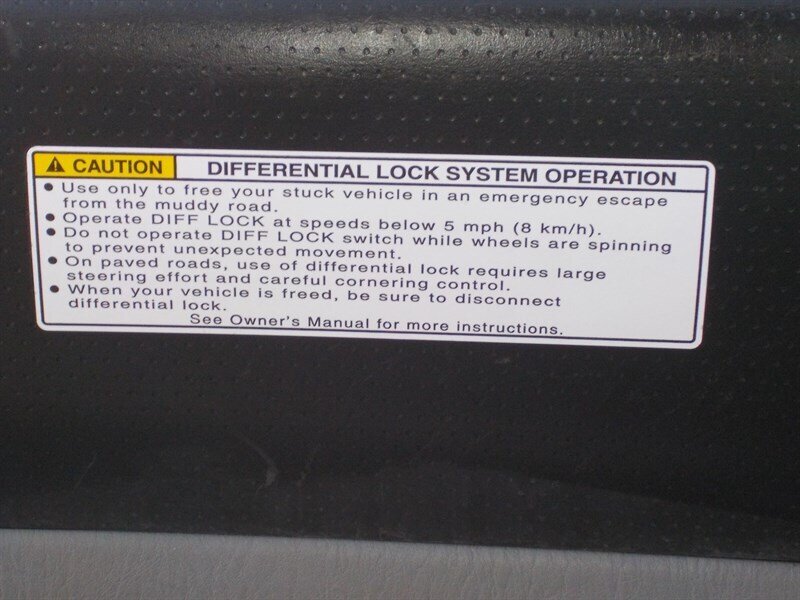 ⚠ CAUTION DIFFERENTIAL LOCK SYSTEM OPERATION
• Use only to free your stuck vehicle in an emergency escape
from the muddy road.
• Operate DIFF LOCK at speeds below 5 mph (8 km/h).
• Do not operate DIFF LOCK switch while wheels are spinning
to prevent unexpected movement.
• On paved roads, use of differential lock requires large
steering effort and careful cornering control.
• When your vehicle is freed, be sure to disconnect
differential lock.
See Owner's Manual for more instructions.